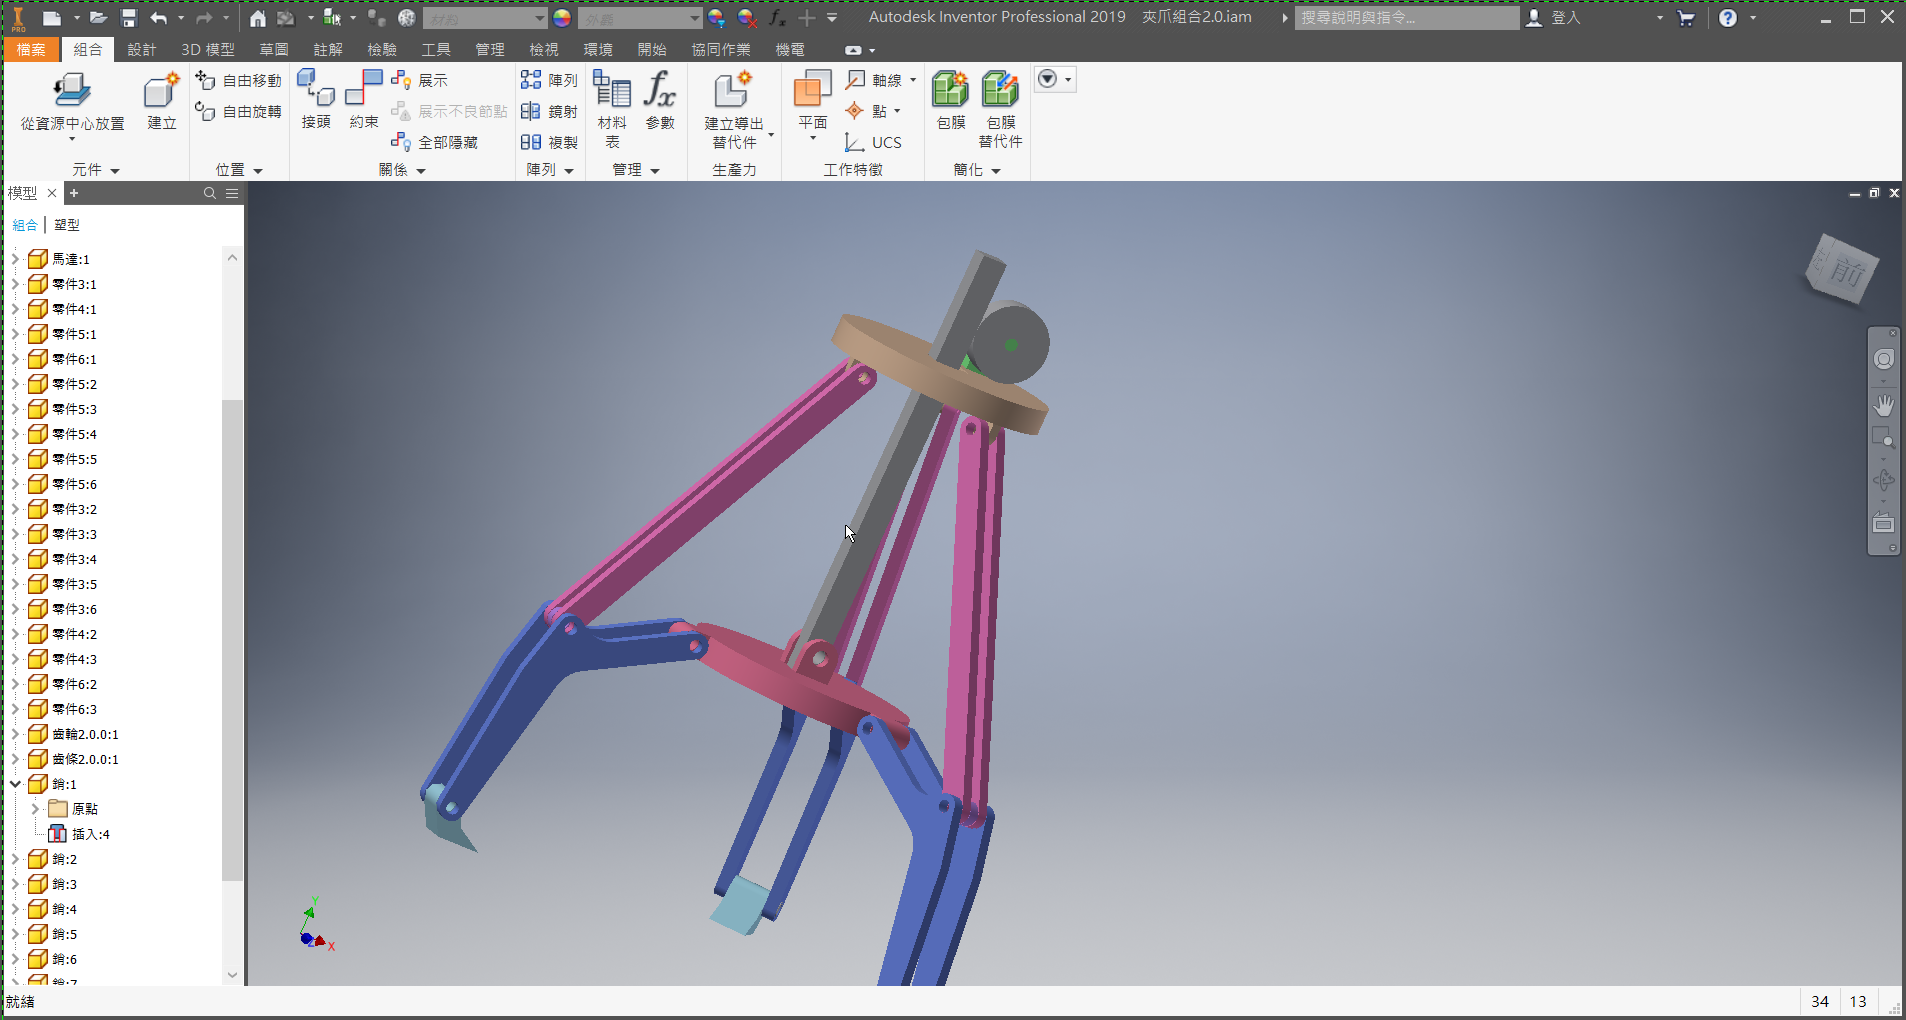 PRO
材料
外觀
fx
Autodesk Inventor Professional 2019 夾爪組合2.0.iam
搜尋說明與指令...
登入
檔案 組合 設計 3D 模型 草圖 註解 檢驗 工具 管理 檢視 環境 開始 協同作業 機電
從資源中心放置
建立
自由移動
自由旋轉
接頭
約束
展示
展示不良節點
全部隱藏
陣列
鏡射
複製
材料表
fx
參數
建立導出
替代件
平面
軸線
點
UCS
包膜
包膜
替代件
元件 位置 關係 陣列 管理 生產力 工作特徵 簡化
模型
組合 塑型
馬達:1
零件3:1
零件4:1
零件5:1
零件6:1
零件5:2
零件5:3
零件5:4
零件5:5
零件5:6
零件3:2
零件3:3
零件3:4
零件3:5
零件3:6
零件4:2
零件4:3
零件6:2
零件6:3
齒輪2.0.0:1
齒條2.0.0:1
銷:1
原點
插入:4
銷:2
銷:3
銷:4
銷:5
銷:6
銷:7
前
Y
Z
X
就緒
34 13